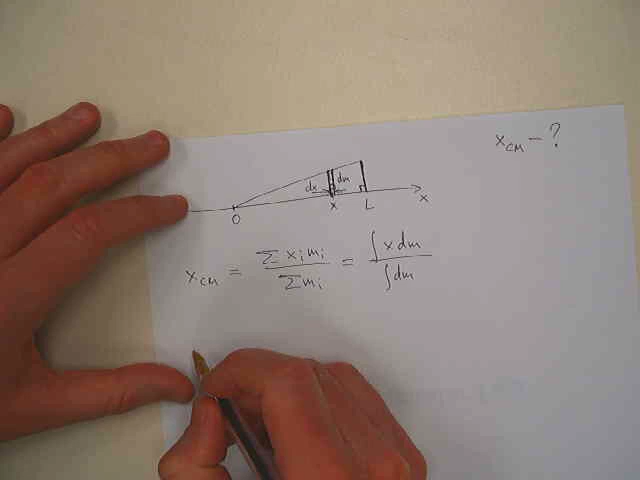 x_CM - ?
dx dm
O x L x
x_CM = Σ x_i m_i / Σ m_i = ∫ x dm / ∫ dm